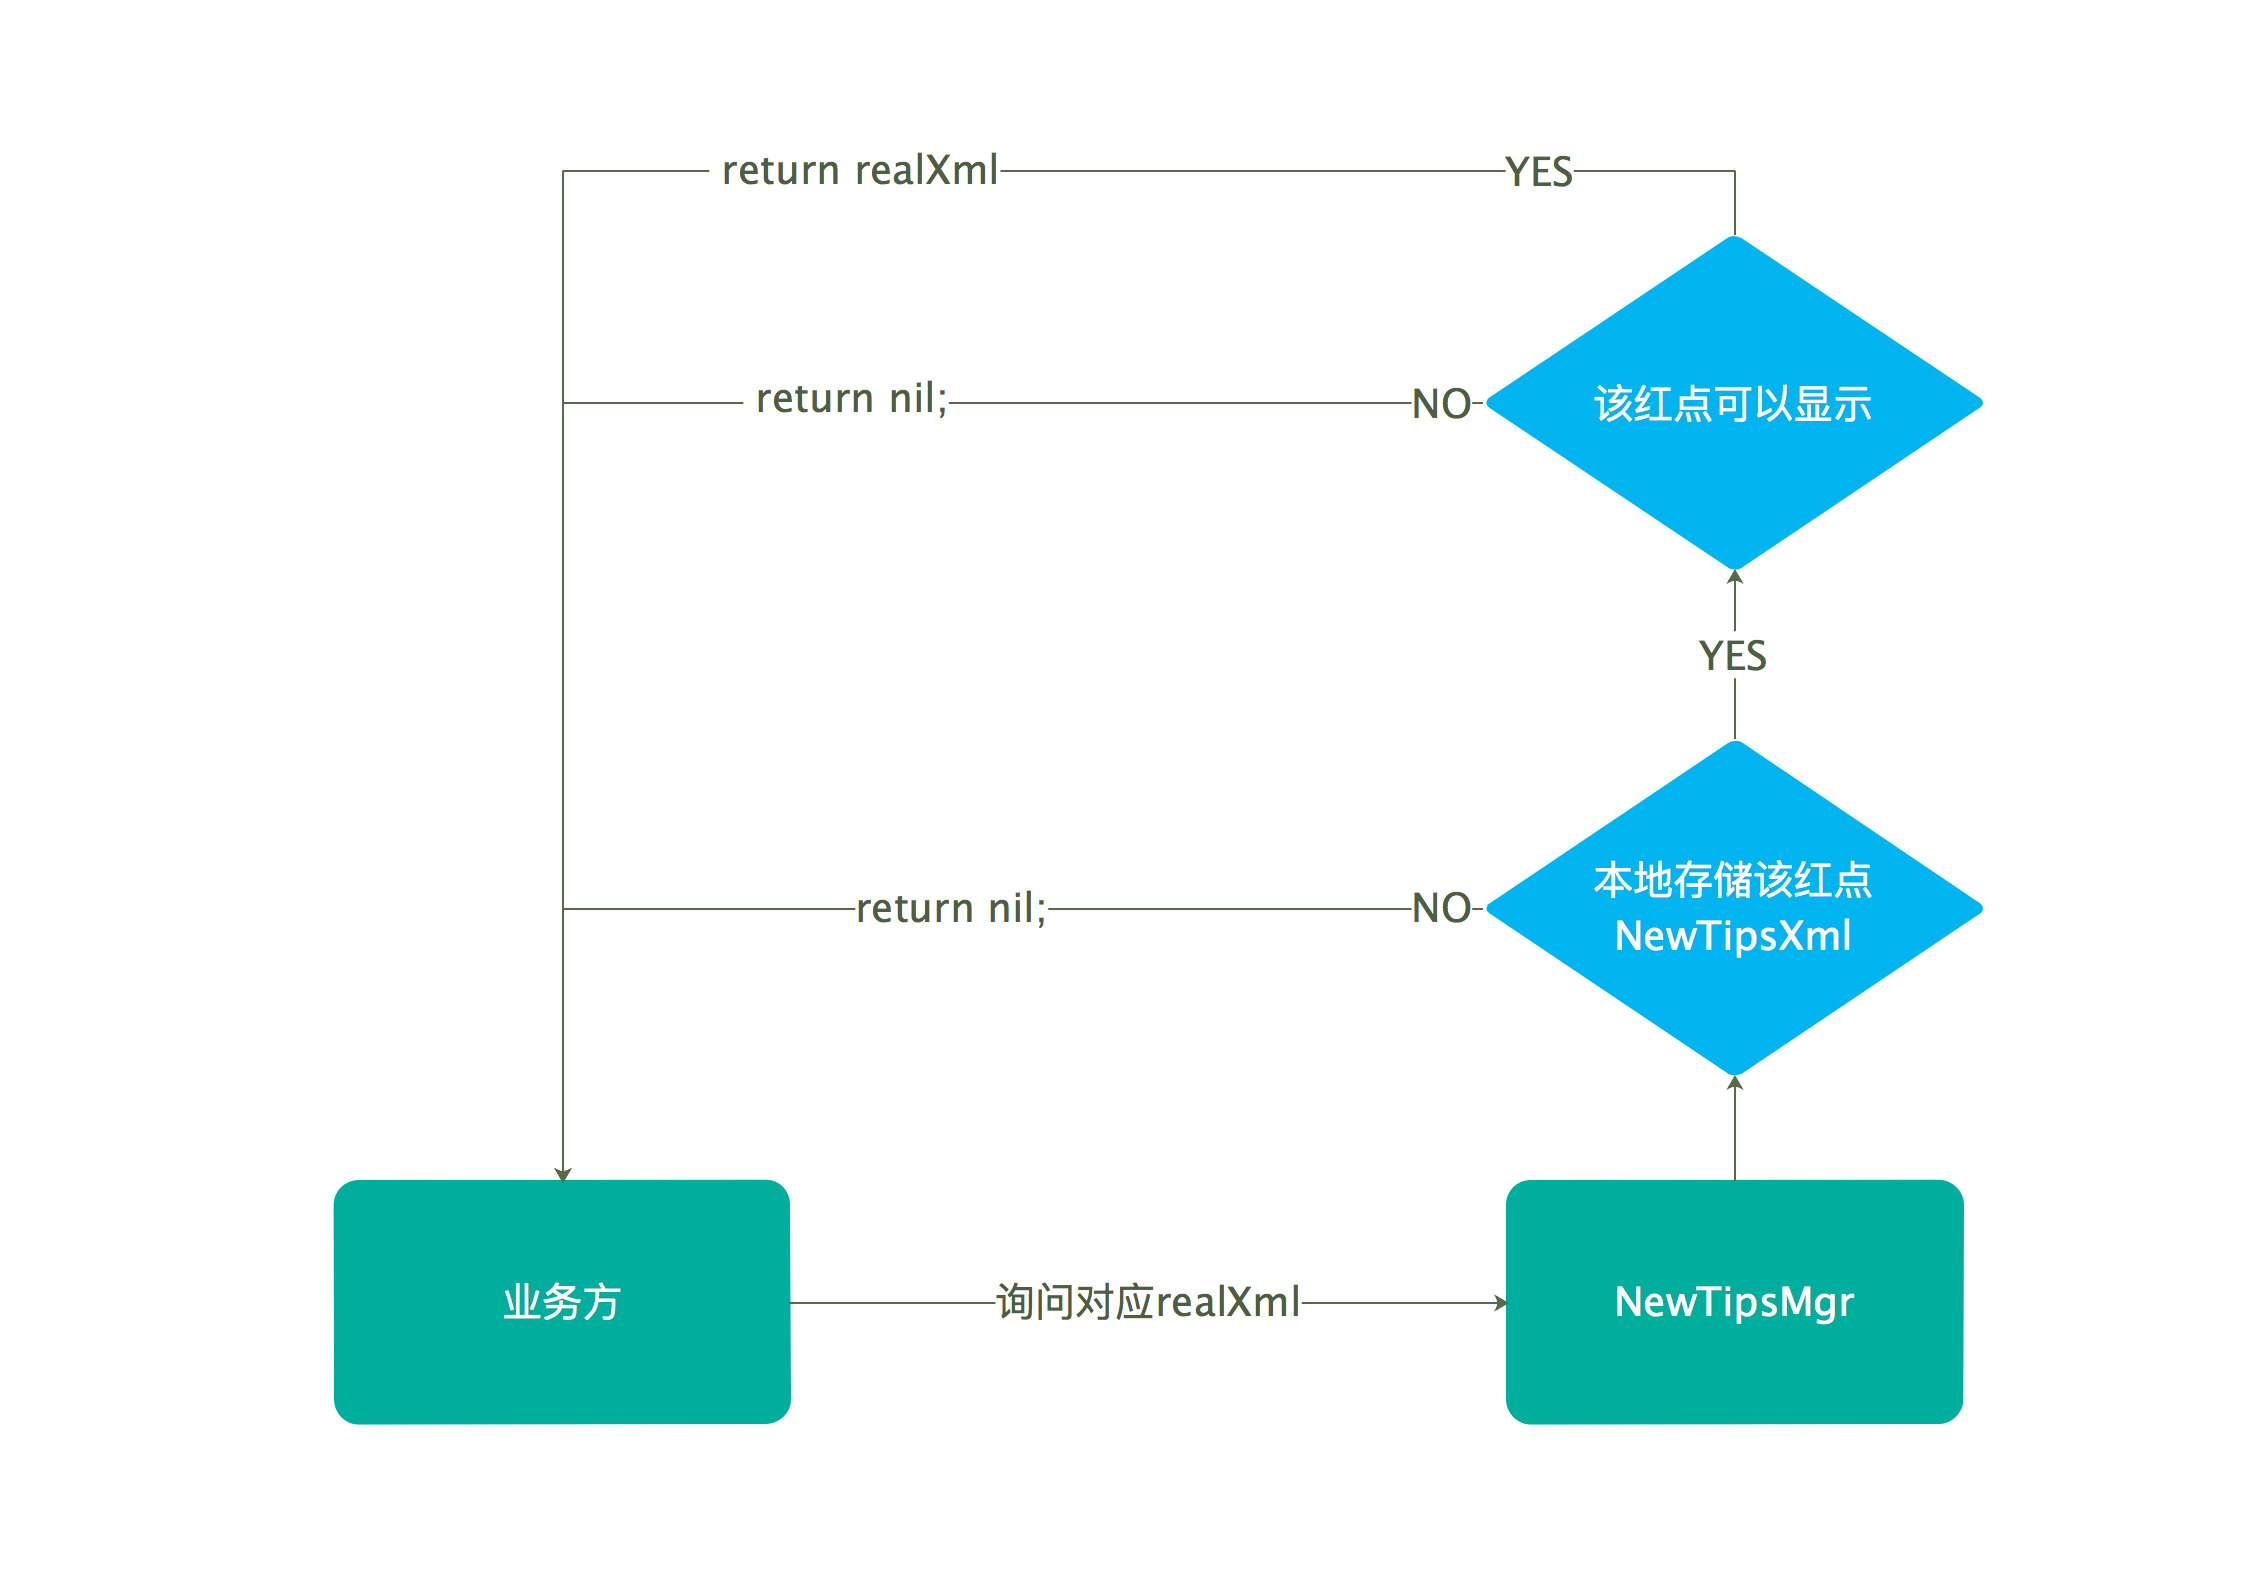 return realXml
YES
return nil;
NO
该红点可以显示
YES
本地存储该红点
NewTipsXml
return nil;
NO
业务方
询问对应realXml
NewTipsMgr